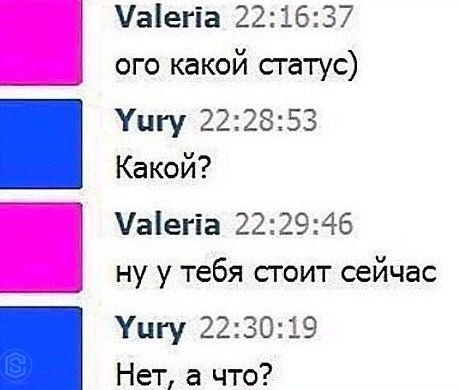 Valeria 22:16:37
ого какой статус)
Yury 22:28:53
Какой?
Valeria 22:29:46
ну у тебя стоит сейчас
Yury 22:30:19
Нет, а что?